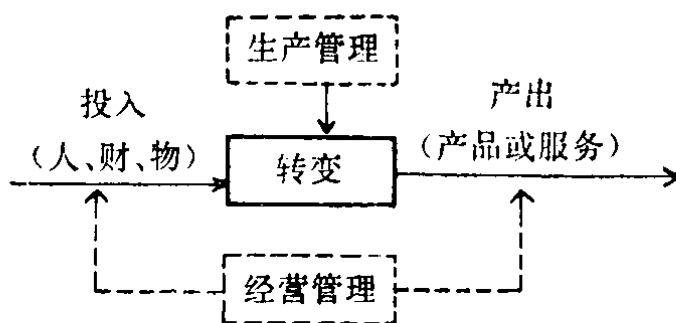 生产管理
投入
(人、财、物)
转变
产出
(产品或服务)
经营管理